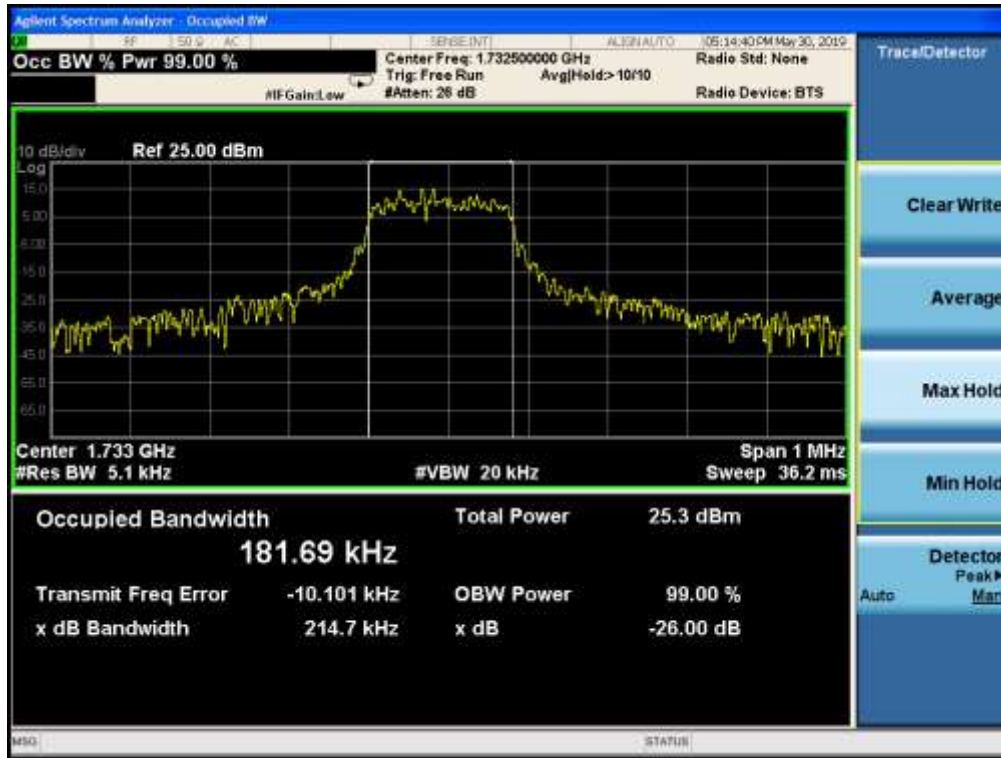 Agilent Spectrum Analyzer - Occupied BW
RF 50 Ω AC SENSE:INT ALIGN AUTO 05:14:40 PM May 30, 2019
Occ BW % Pwr 99.00 %
Center Freq: 1.732500000 GHz
Radio Std: None
Trig: Free Run Avg|Hold:> 10/10
#IFGain:Low
#Atten: 26 dB
Radio Device: BTS
Trace/Detector
10 dB/div Ref 25.00 dBm
Log
15.0
5.00
-5.00
-15.0
-25.0
-35.0
-45.0
-55.0
-65.0
Center 1.733 GHz
Span 1 MHz
#Res BW 5.1 kHz
#VBW 20 kHz
Sweep 36.2 ms
Occupied Bandwidth
Total Power 25.3 dBm
181.69 kHz
Transmit Freq Error -10.101 kHz
OBW Power 99.00 %
x dB Bandwidth 214.7 kHz
x dB -26.00 dB
Clear Write
Average
Max Hold
Min Hold
Detector
Peak▶
Auto Man
MSG
STATUS